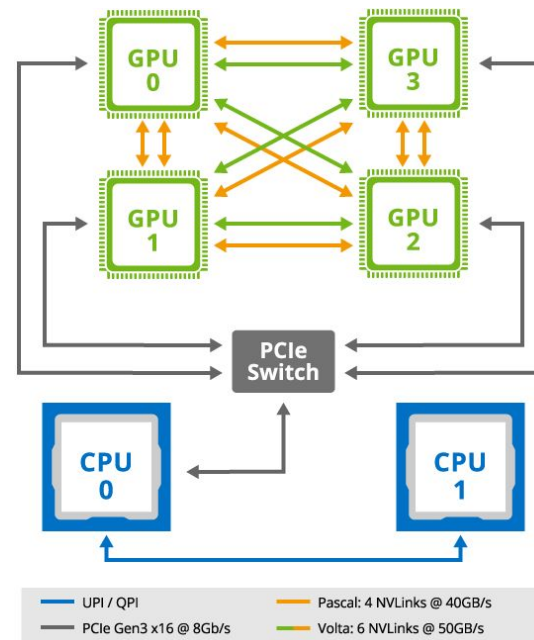 GPU
0
GPU
3
GPU
1
GPU
2
PCIe
Switch
CPU
0
CPU
1
UPI / QPI
Pascal: 4 NVLinks @ 40GB/s
PCIe Gen3 x16 @ 8Gb/s
Volta: 6 NVLinks @ 50GB/s